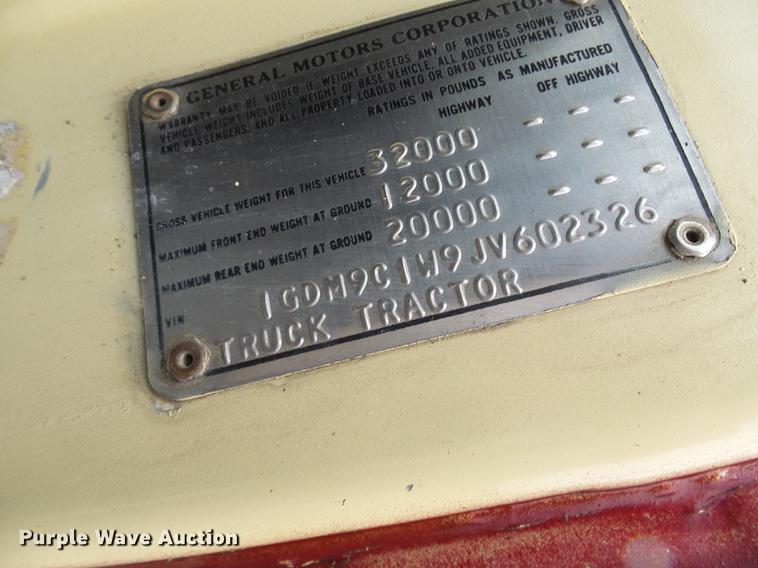 GENERAL MOTORS CORPORATION
WARRANTY MAY BE VOIDED IF WEIGHT EXCEEDS ANY OF RATINGS SHOWN. GROSS
VEHICLE WEIGHT INCLUDES WEIGHT OF BASE VEHICLE, ALL ADDED EQUIPMENT, DRIVER
AND PASSENGERS, AND ALL PROPERTY LOADED INTO OR ONTO VEHICLE.
RATINGS IN POUNDS AS MANUFACTURED
HIGHWAY OFF HIGHWAY
GROSS VEHICLE WEIGHT FOR THIS VEHICLE 32000 - - -
MAXIMUM FRONT END WEIGHT AT GROUND 12000 - - -
MAXIMUM REAR END WEIGHT AT GROUND 20000 - - -
VIN 1GDM9C1W9JV602326
TRUCK TRACTOR
Purple Wave Auction